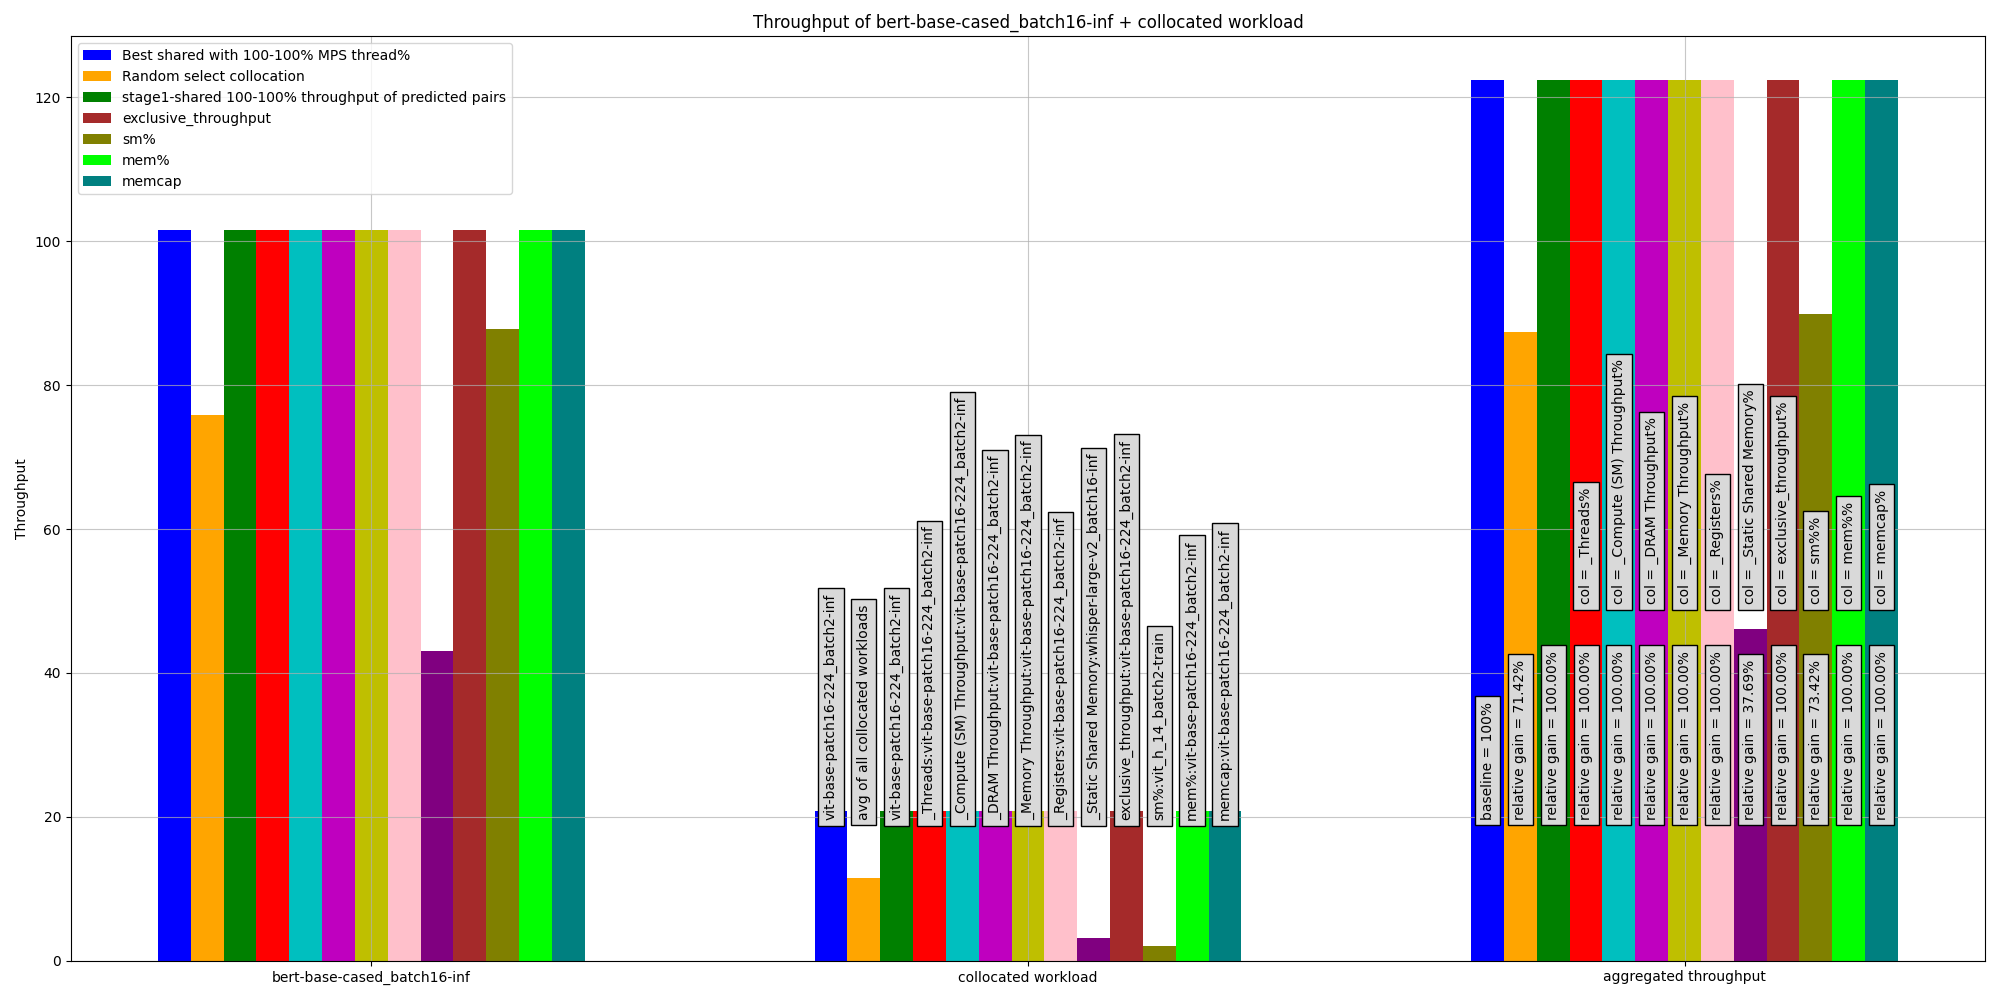 Throughput of bert-base-cased_batch16-inf + collocated workload
Best shared with 100-100% MPS thread%
Random select collocation
stage1-shared 100-100% throughput of predicted pairs
exclusive_throughput
sm%
mem%
memcap
Throughput
120
100
80
60
40
20
0
vit-base-patch16-224_batch2-inf
avg of all collocated workloads
vit-base-patch16-224_batch2-inf
_Threads:vit-base-patch16-224_batch2-inf
_Compute (SM) Throughput:vit-base-patch16-224_batch2-inf
_DRAM Throughput:vit-base-patch16-224_batch2-inf
_Memory Throughput:vit-base-patch16-224_batch2-inf
_Registers:vit-base-patch16-224_batch2-inf
_Static Shared Memory:whisper-large-v2_batch16-inf
exclusive_throughput:vit-base-patch16-224_batch2-inf
sm%:vit_h_14_batch2-train
mem%:vit-base-patch16-224_batch2-inf
memcap:vit-base-patch16-224_batch2-inf
col = _Threads%
col = _Compute (SM) Throughput%
col = _DRAM Throughput%
col = _Memory Throughput%
col = _Registers%
col = _Static Shared Memory%
col = exclusive_throughput%
col = sm%%
col = mem%%
col = memcap%
baseline = 100%
relative gain = 71.42%
relative gain = 100.00%
relative gain = 100.00%
relative gain = 100.00%
relative gain = 100.00%
relative gain = 100.00%
relative gain = 100.00%
relative gain = 37.69%
relative gain = 100.00%
relative gain = 73.42%
relative gain = 100.00%
relative gain = 100.00%
bert-base-cased_batch16-inf
collocated workload
aggregated throughput